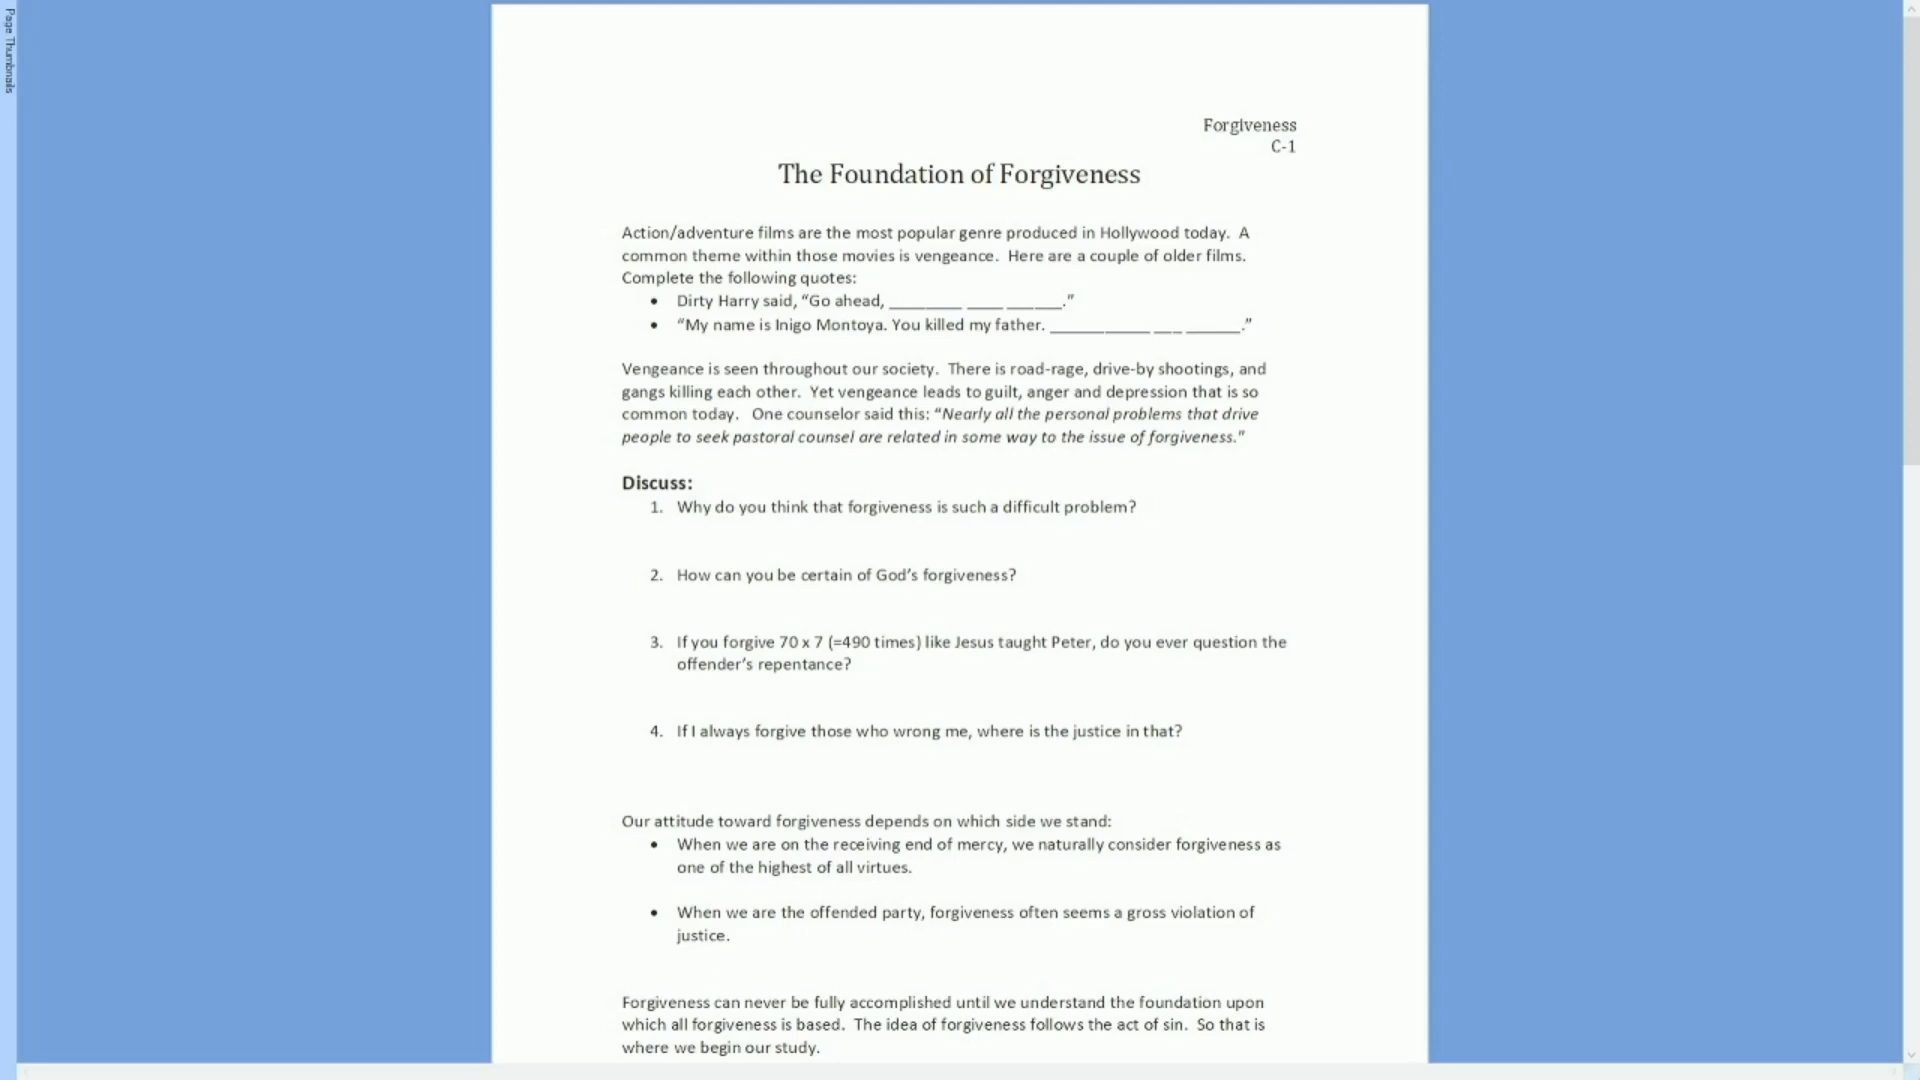 Page Thumbnails
Forgiveness
C-1
The Foundation of Forgiveness
Action/adventure films are the most popular genre produced in Hollywood today.  A
common theme within those movies is vengeance.  Here are a couple of older films.
Complete the following quotes:
• Dirty Harry said, “Go ahead, ________ ____ ______.”
• “My name is Inigo Montoya. You killed my father. ___________ ___ ______.”
Vengeance is seen throughout our society.  There is road-rage, drive-by shootings, and
gangs killing each other.  Yet vengeance leads to guilt, anger and depression that is so
common today.   One counselor said this: “Nearly all the personal problems that drive
people to seek pastoral counsel are related in some way to the issue of forgiveness.”
Discuss:
1. Why do you think that forgiveness is such a difficult problem?
2. How can you be certain of God’s forgiveness?
3. If you forgive 70 x 7 (=490 times) like Jesus taught Peter, do you ever question the
offender’s repentance?
4. If I always forgive those who wrong me, where is the justice in that?
Our attitude toward forgiveness depends on which side we stand:
• When we are on the receiving end of mercy, we naturally consider forgiveness as
one of the highest of all virtues.
• When we are the offended party, forgiveness often seems a gross violation of
justice.
Forgiveness can never be fully accomplished until we understand the foundation upon
which all forgiveness is based.  The idea of forgiveness follows the act of sin.  So that is
where we begin our study.